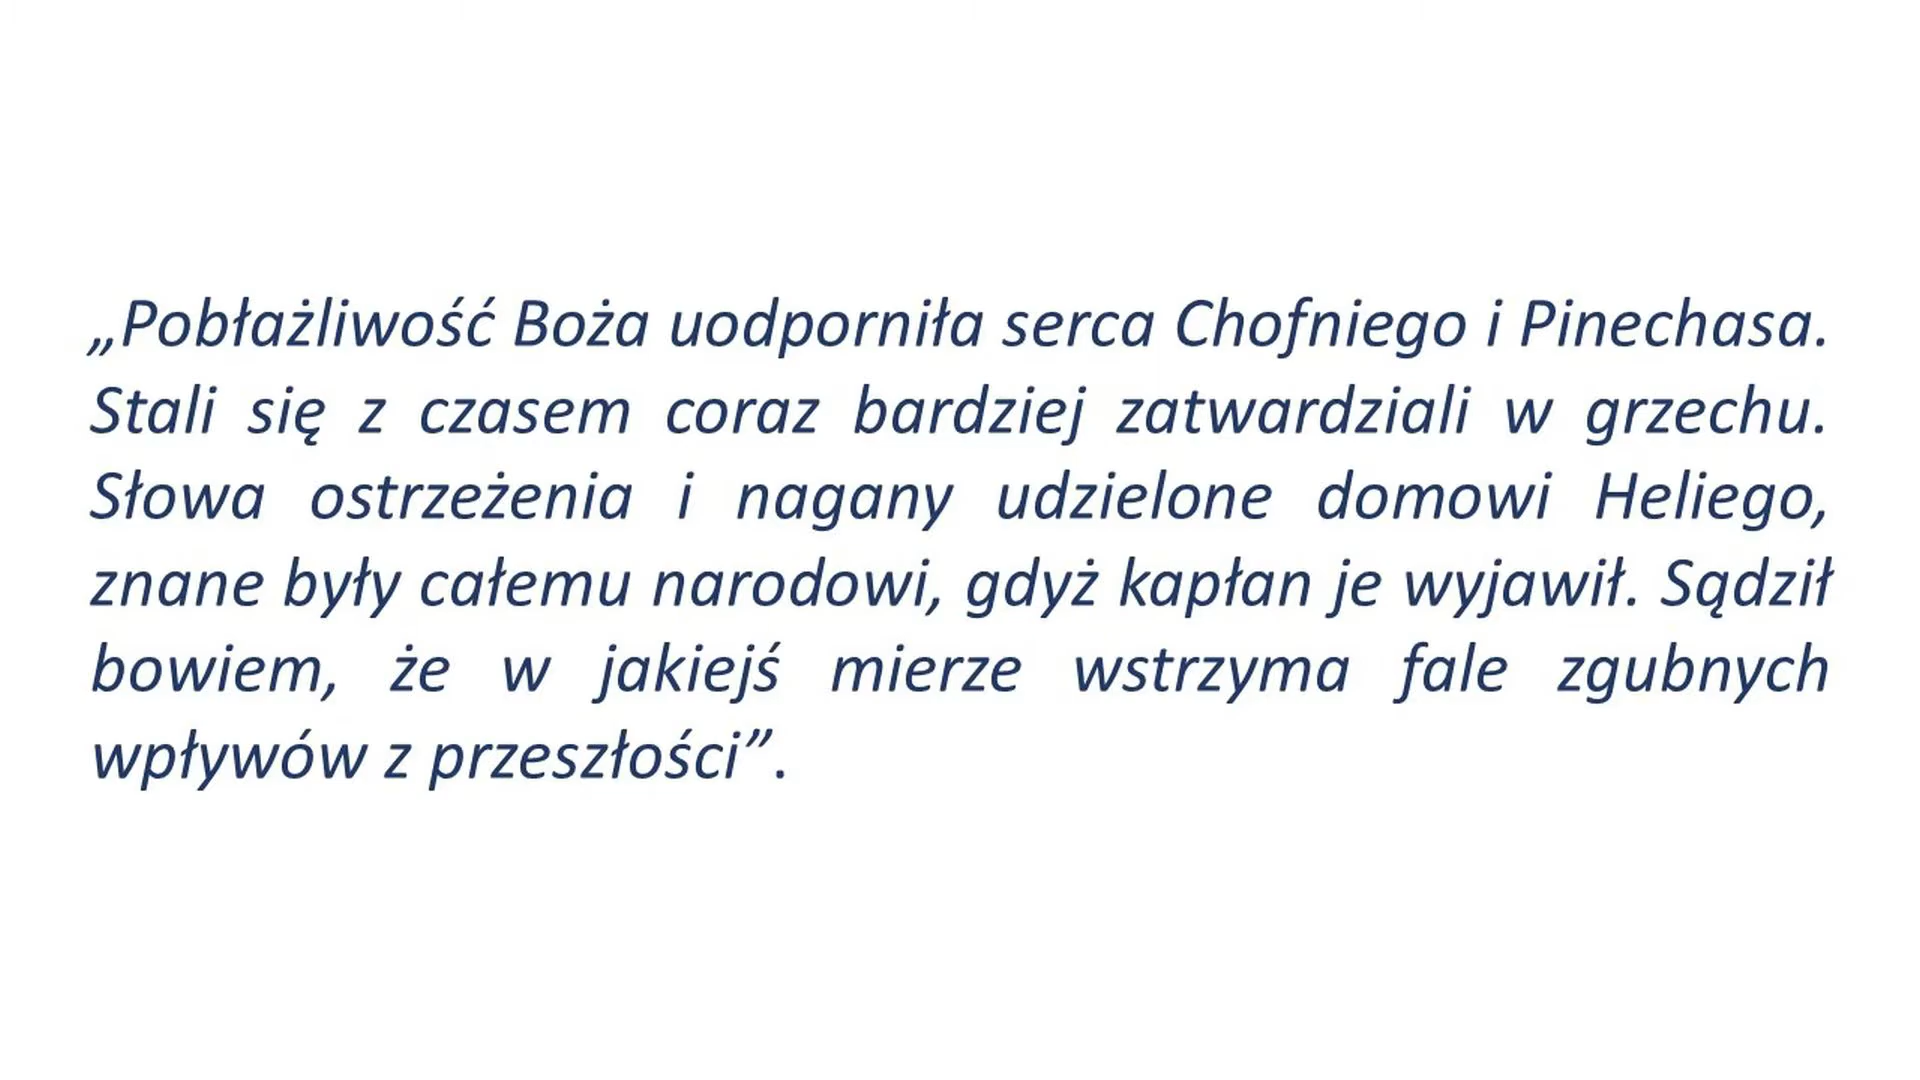 „Pobłażliwość Boża uodporniła serca Chofniego i Pinechasa.
Stali się z czasem coraz bardziej zatwardziali w grzechu.
Słowa ostrzeżenia i nagany udzielone domowi Heliego,
znane były całemu narodowi, gdyż kapłan je wyjawił. Sądził
bowiem, że w jakiejś mierze wstrzyma fale zgubnych
wpływów z przeszłości”.